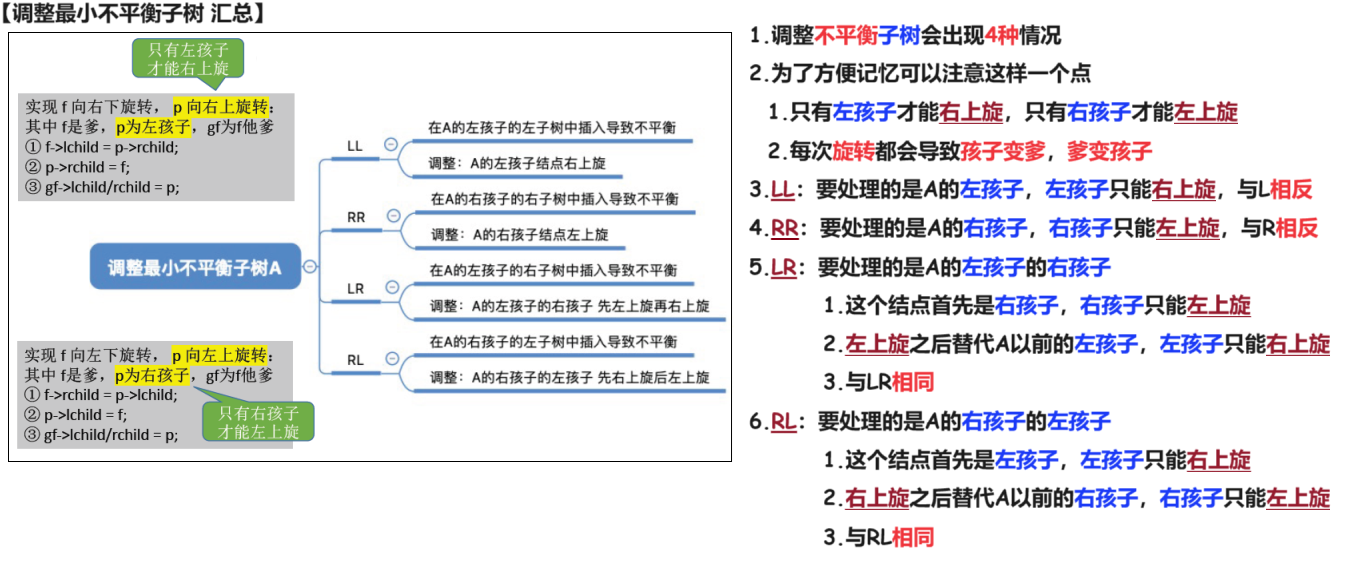 【调整最小不平衡子树 汇总】
只有左孩子
才能右上旋
实现 f 向右下旋转， p 向右上旋转：
其中 f是爹，p为左孩子，gf为f他爹
① f->lchild = p->rchild;
② p->rchild = f;
③ gf->lchild/rchild = p;
调整最小不平衡子树A
LL
在A的左孩子的左子树中插入导致不平衡
调整：A的左孩子结点右上旋
RR
在A的右孩子的右子树中插入导致不平衡
调整：A的右孩子结点左上旋
LR
在A的左孩子的右子树中插入导致不平衡
调整：A的左孩子的右孩子 先左上旋再右上旋
RL
在A的右孩子的左子树中插入导致不平衡
调整：A的右孩子的左孩子 先右上旋后左上旋
实现 f 向左下旋转， p 向左上旋转：
其中 f是爹，p为右孩子，gf为f他爹
① f->rchild = p->lchild;
② p->lchild = f;
③ gf->lchild/rchild = p;
只有右孩子
才能左上旋
1.调整不平衡子树会出现4种情况
2.为了方便记忆可以注意这样一个点
1.只有左孩子才能右上旋，只有右孩子才能左上旋
2.每次旋转都会导致孩子变爹，爹变孩子
3.LL：要处理的是A的左孩子，左孩子只能右上旋，与L相反
4.RR：要处理的是A的右孩子，右孩子只能左上旋，与R相反
5.LR：要处理的是A的左孩子的右孩子
1.这个结点首先是右孩子，右孩子只能左上旋
2.左上旋之后替代A以前的左孩子，左孩子只能右上旋
3.与LR相同
6.RL：要处理的是A的右孩子的左孩子
1.这个结点首先是左孩子，左孩子只能右上旋
2.右上旋之后替代A以前的右孩子，右孩子只能左上旋
3.与RL相同